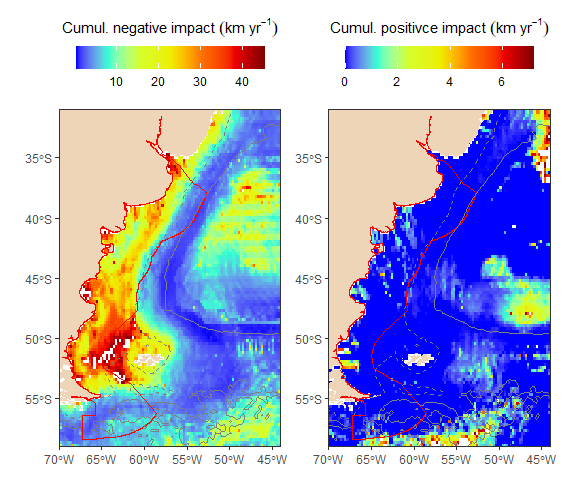 Cumul. negative impact (km yr⁻¹)
Cumul. positivce impact (km yr⁻¹)
10 20 30 40
0 2 4 6
35°S
40°S
45°S
50°S
55°S
70°W 65°W 60°W 55°W 50°W 45°W
35°S
40°S
45°S
50°S
55°S
70°W 65°W 60°W 55°W 50°W 45°W